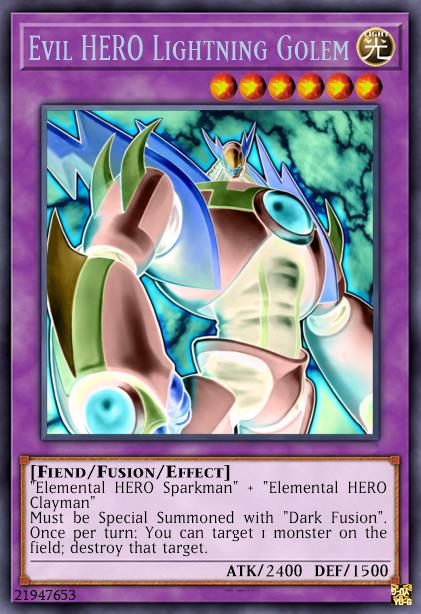 Evil HERO Lightning Golem
LIGHT
光
[Fiend/Fusion/Effect]
"Elemental HERO Sparkman" + "Elemental HERO
Clayman"
Must be Special Summoned with "Dark Fusion".
Once per turn: You can target 1 monster on the
field; destroy that target.
ATK/2400 DEF/1500
21947653